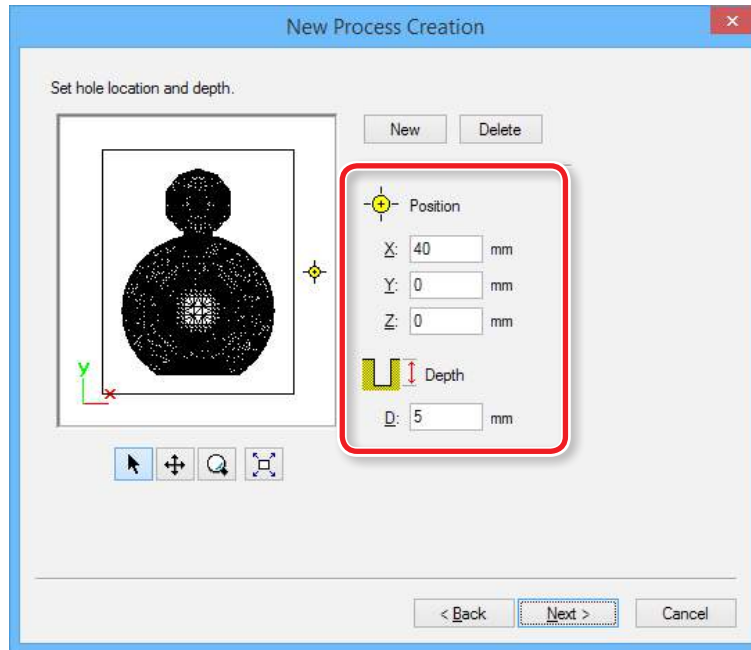 New Process Creation
Set hole location and depth.
New Delete
Position
X: 40 mm
Y: 0 mm
Z: 0 mm
Depth
D: 5 mm
y
x
< Back Next > Cancel